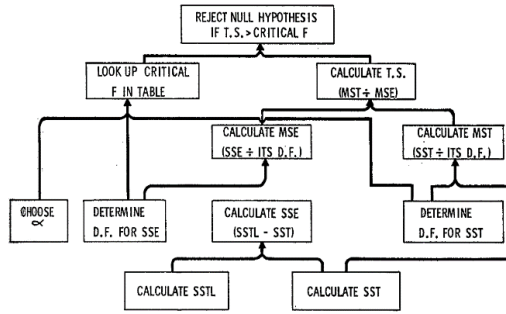 REJECT NULL HYPOTHESIS
IF T.S. > CRITICAL F
LOOK UP CRITICAL
F IN TABLE
CALCULATE T.S.
(MST ÷ MSE)
CALCULATE MSE
(SSE ÷ ITS D.F.)
CALCULATE MST
(SST ÷ ITS D.F.)
CHOOSE
∝
DETERMINE
D.F. FOR SSE
CALCULATE SSE
(SSTL - SST)
DETERMINE
D.F. FOR SST
CALCULATE SSTL
CALCULATE SST